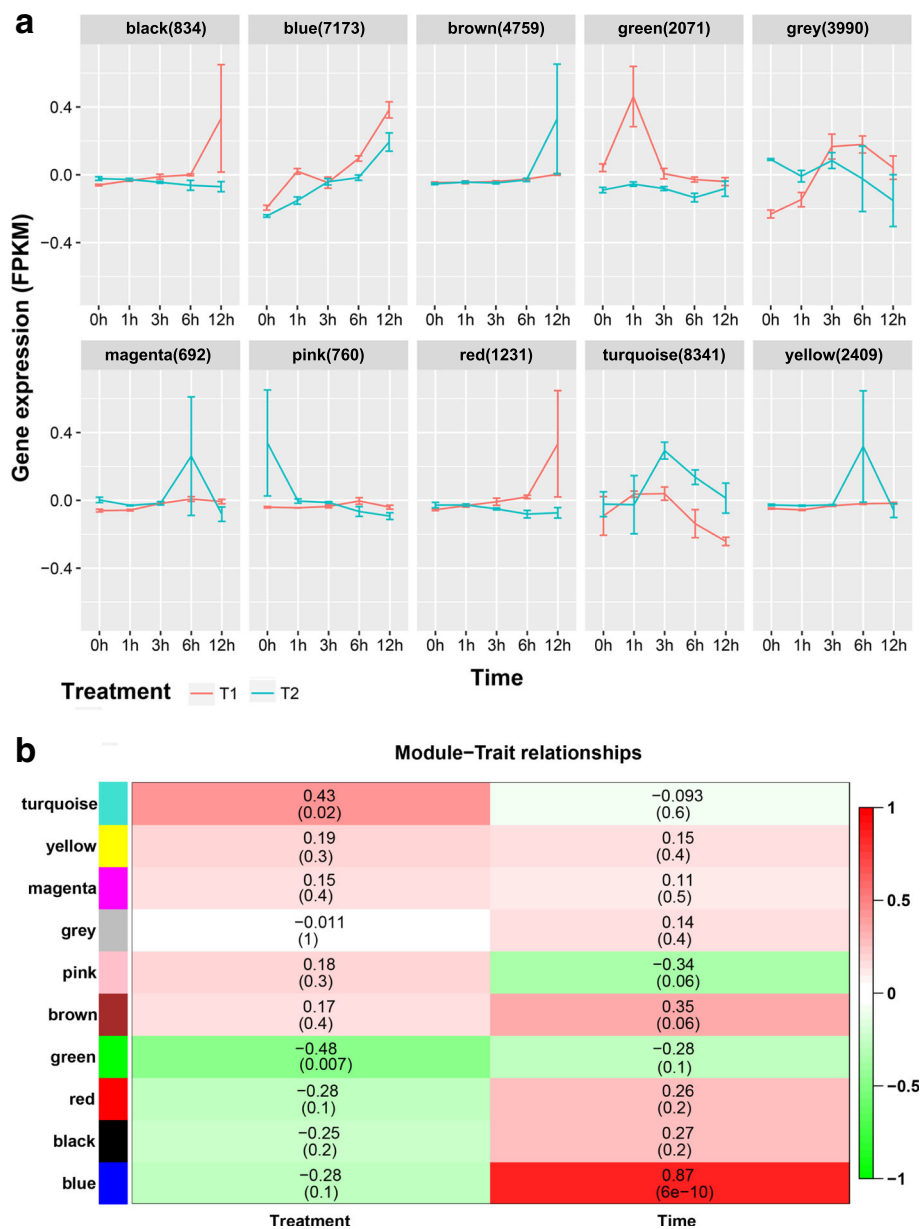 a
black(834) blue(7173) brown(4759) green(2071) grey(3990)
Gene expression (FPKM)
0.4
0.0
−0.4
0h 1h 3h 6h 12h 0h 1h 3h 6h 12h 0h 1h 3h 6h 12h 0h 1h 3h 6h 12h 0h 1h 3h 6h 12h
magenta(692) pink(760) red(1231) turquoise(8341) yellow(2409)
0.4
0.0
−0.4
0h 1h 3h 6h 12h 0h 1h 3h 6h 12h 0h 1h 3h 6h 12h 0h 1h 3h 6h 12h 0h 1h 3h 6h 12h
Time
Treatment T1 T2
b
Module−Trait relationships
turquoise 0.43 −0.093
(0.02) (0.6)
yellow 0.19 0.15
(0.3) (0.4)
magenta 0.15 0.11
(0.4) (0.5)
grey −0.011 0.14
(1) (0.4)
pink 0.18 −0.34
(0.3) (0.06)
brown 0.17 0.35
(0.4) (0.06)
green −0.48 −0.28
(0.007) (0.1)
red −0.28 0.26
(0.1) (0.2)
black −0.25 0.27
(0.2) (0.2)
blue −0.28 0.87
(0.1) (6e−10)
1
0.5
0
−0.5
−1
Treatment Time